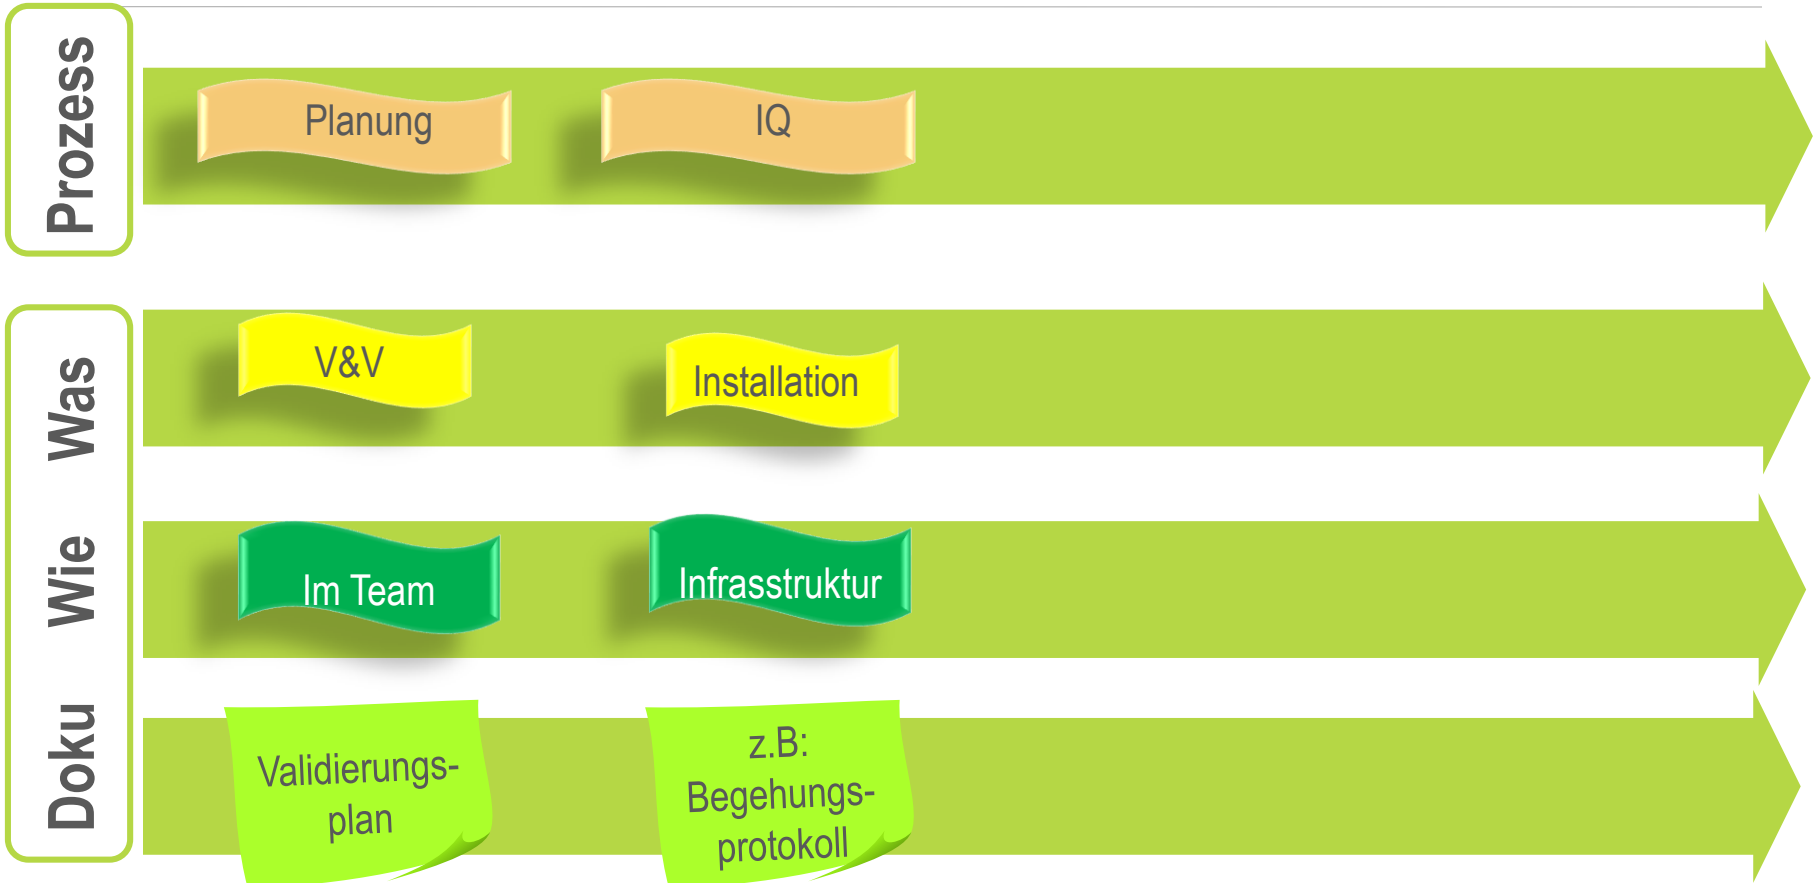 Prozess
Planung
IQ
Was
V&V
Installation
Wie
Im Team
Infrasstruktur
Doku
Validierungs-
plan
z.B:
Begehungs-
protokoll